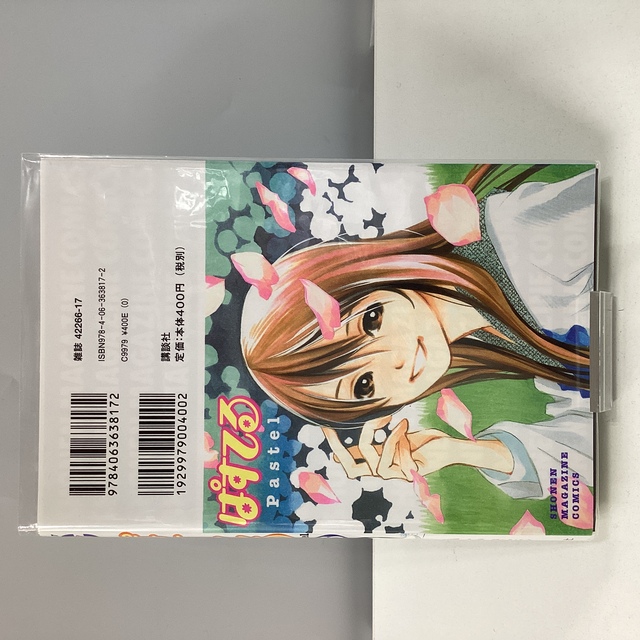 雑誌 42266-17
ISBN978-4-06-363817-2
C9979 ¥400E (0)
講談社
定価:本体400円(税別)
9784063638172
1929979004002
ぱすてる
Pastel
SHONEN
MAGAZINE
COMICS